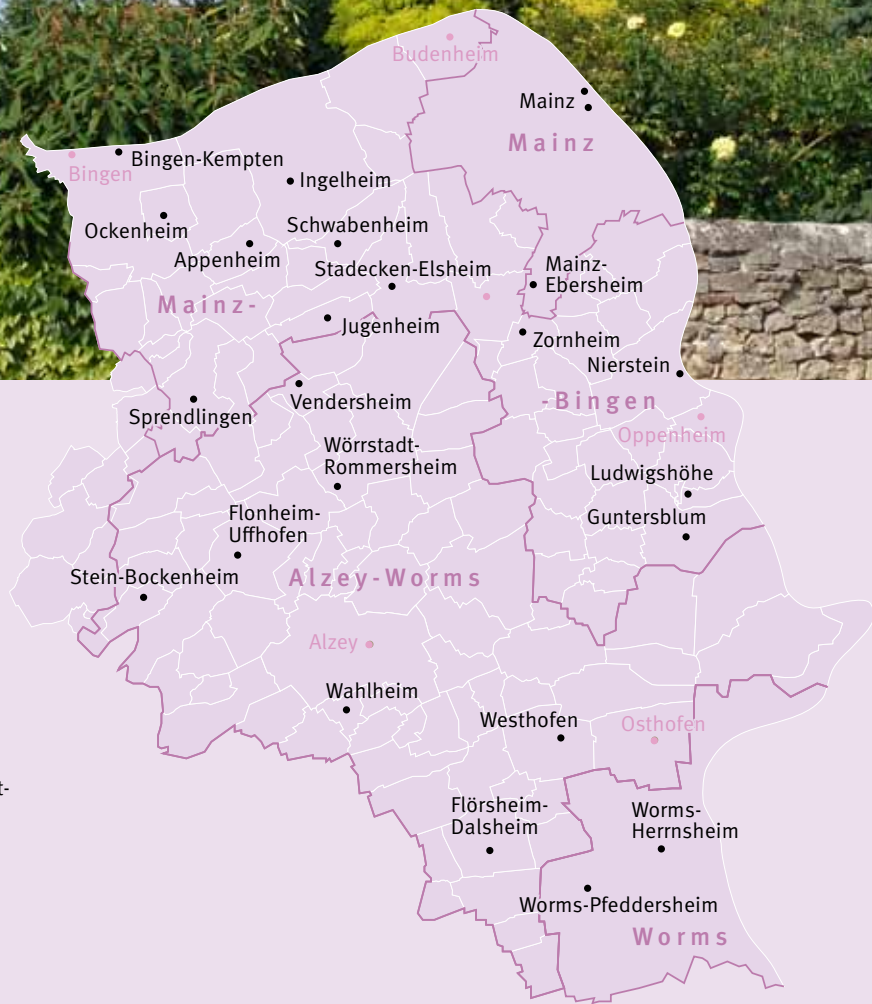 Budenheim
Mainz
Mainz
Bingen-Kempten
Bingen
Ingelheim
Ockenheim
Schwabenheim
Appenheim
Stadecken-Elsheim
Mainz-
Ebersheim
Mainz-
Jugenheim
Zornheim
Nierstein
Vendersheim
-Bingen
Sprendlingen
Oppenheim
Wörrstadt-
Rommersheim
Ludwigshöhe
Flonheim-
Uffhofen
Guntersblum
Stein-Bockenheim
Alzey-Worms
Alzey
Wahlheim
Westhofen
Osthofen
t-
Flörsheim-
Dalsheim
Worms-
Herrnsheim
Worms-Pfeddersheim
Worms